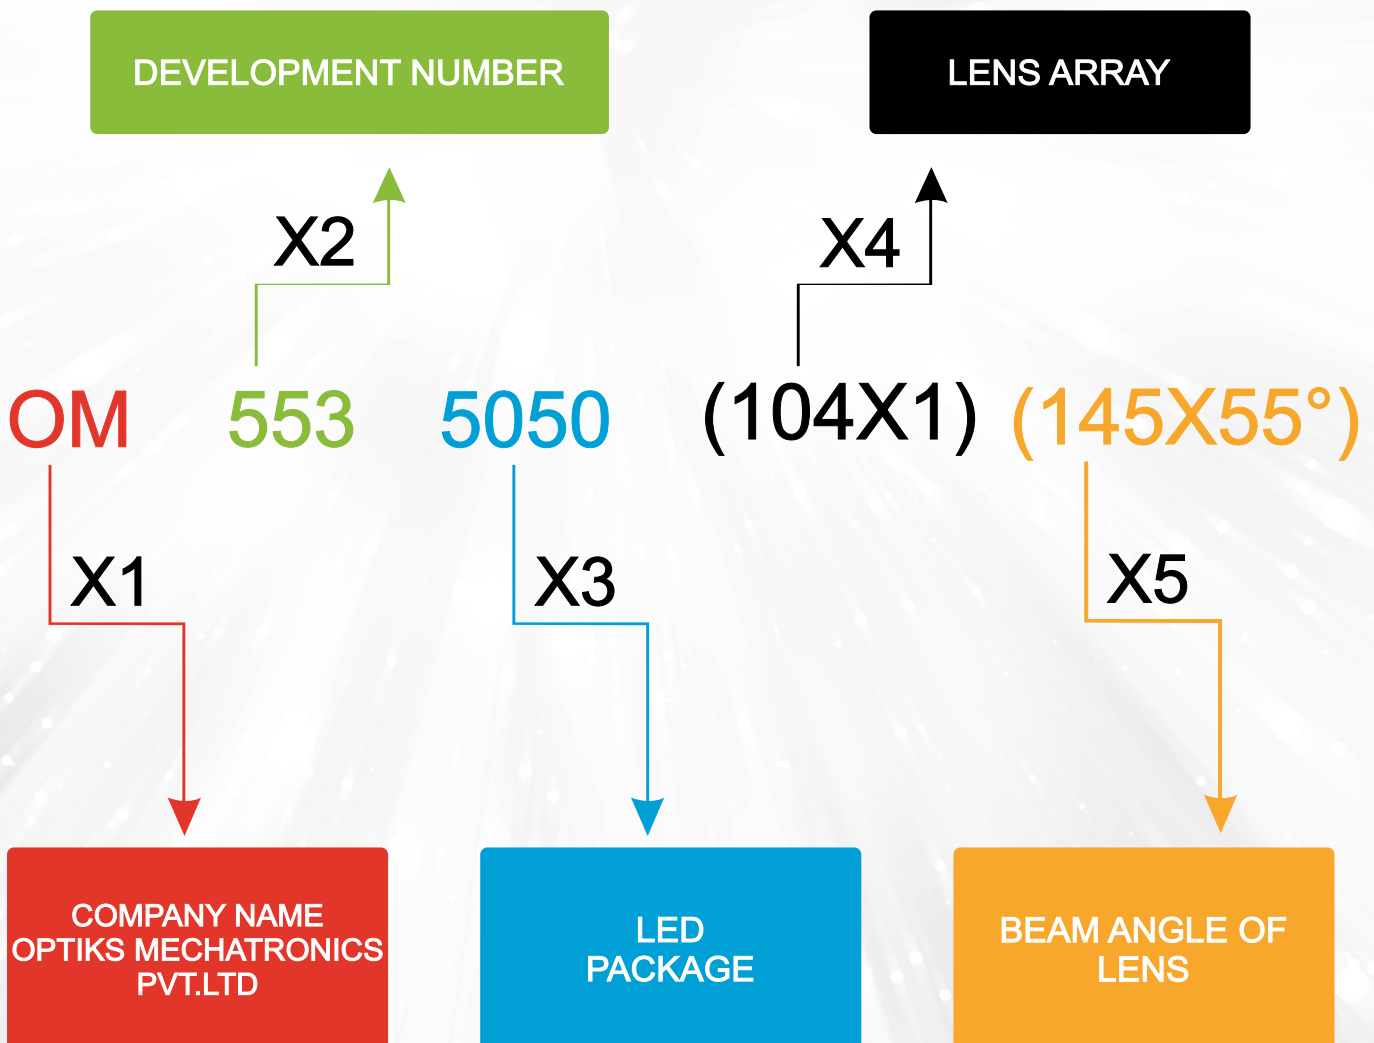 DEVELOPMENT NUMBER
LENS ARRAY
X2
X4
OM 553 5050 (104X1) (145X55°)
X1
X3
X5
COMPANY NAME
OPTIKS MECHATRONICS
PVT.LTD
LED
PACKAGE
BEAM ANGLE OF
LENS